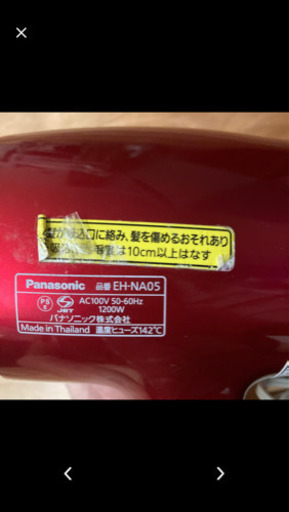 込口に絡み、髪を傷めるおそれあり
は10cm以上はなす
Panasonic 品番 EH-NA05
PS E JET AC100V 50-60Hz
1200W
パナソニック株式会社
Made in Thailand 温度ヒューズ142℃